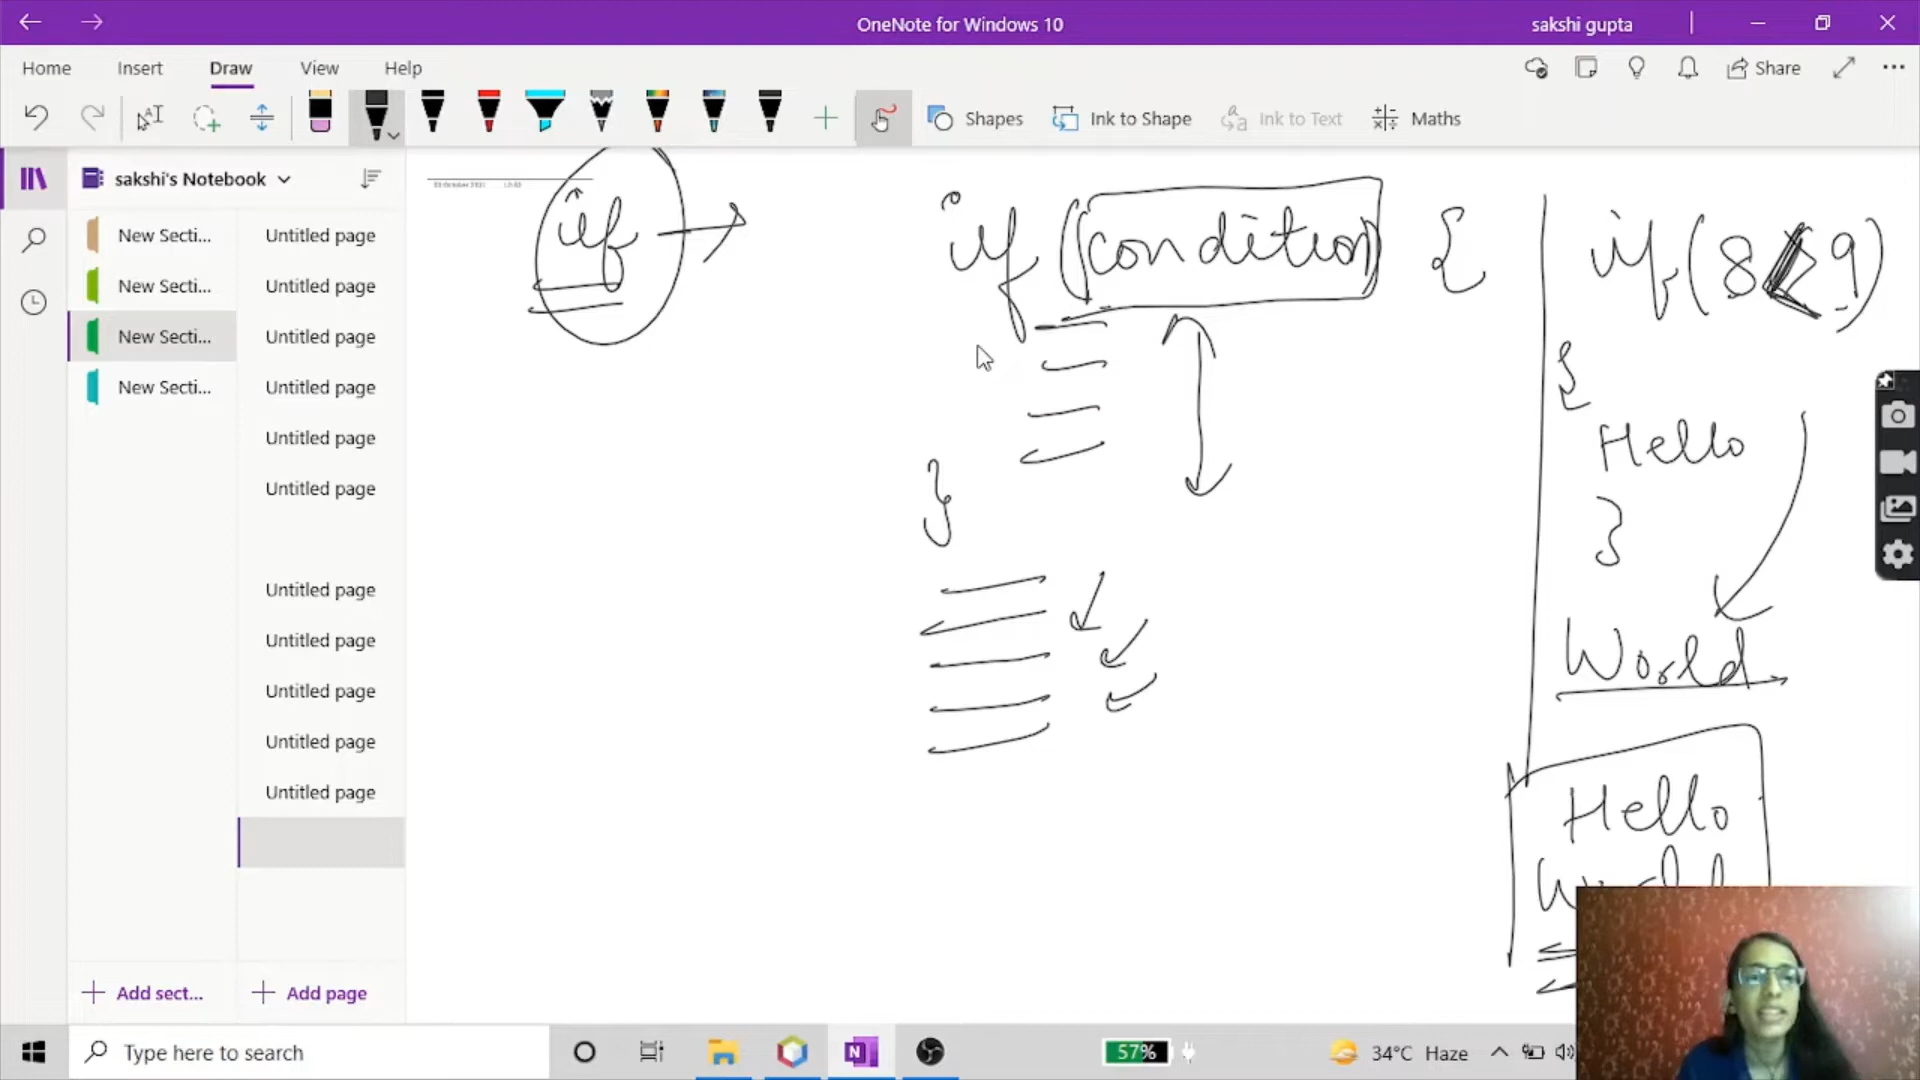 OneNote for Windows 10
sakshi gupta
Home Insert Draw View Help
Share
Shapes
Ink to Shape
Ink to Text
Maths
sakshi's Notebook
New Secti...
New Secti...
New Secti...
New Secti...
Untitled page
Untitled page
Untitled page
Untitled page
Untitled page
Untitled page
Untitled page
Untitled page
Untitled page
Untitled page
Untitled page
Add sect...
Add page
if
if (condition) {
}
if (8 < 9)
{
Hello
}
World
Hello
Type here to search
57%
34°C Haze